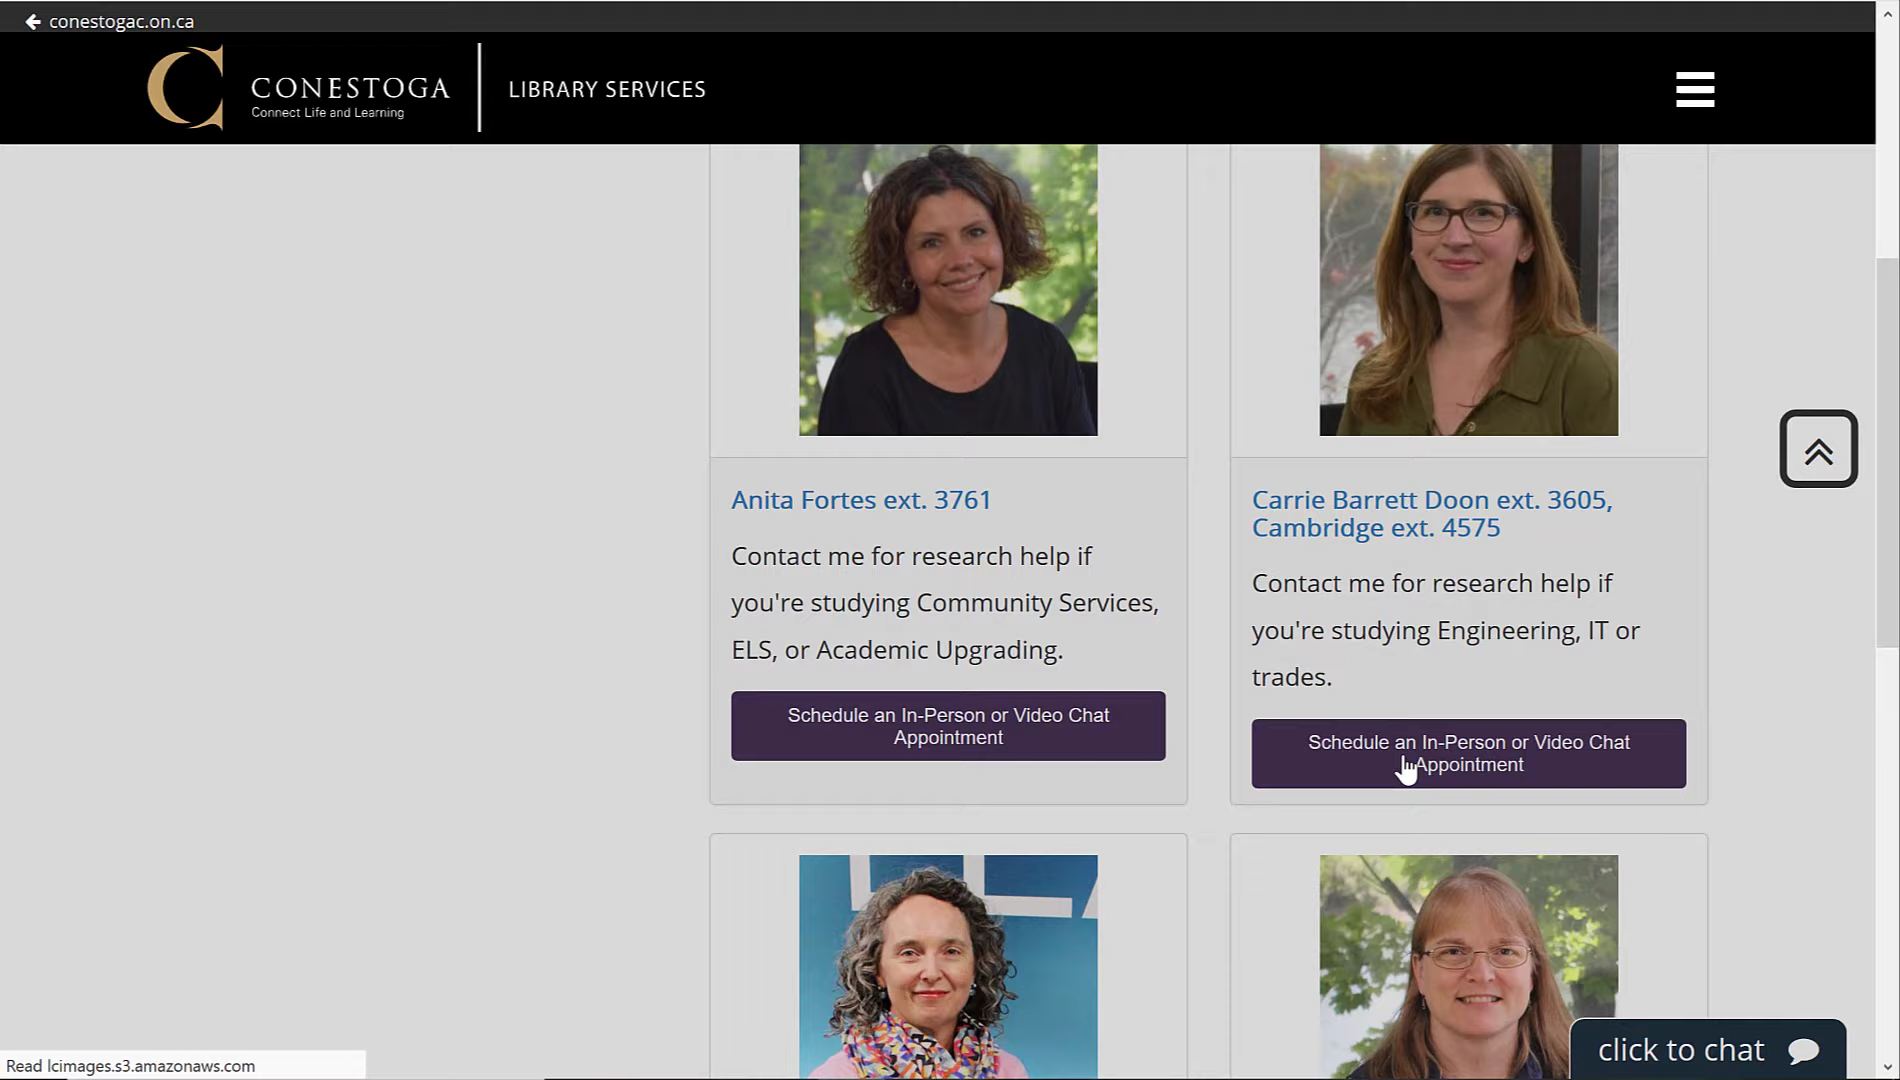 conestogac.on.ca
CONESTOGA
Connect Life and Learning
LIBRARY SERVICES
Anita Fortes ext. 3761
Contact me for research help if
you're studying Community Services,
ELS, or Academic Upgrading.
Schedule an In-Person or Video Chat
Appointment
Carrie Barrett Doon ext. 3605,
Cambridge ext. 4575
Contact me for research help if
you're studying Engineering, IT or
trades.
Schedule an In-Person or Video Chat
Appointment
click to chat
Read lcimages.s3.amazonaws.com